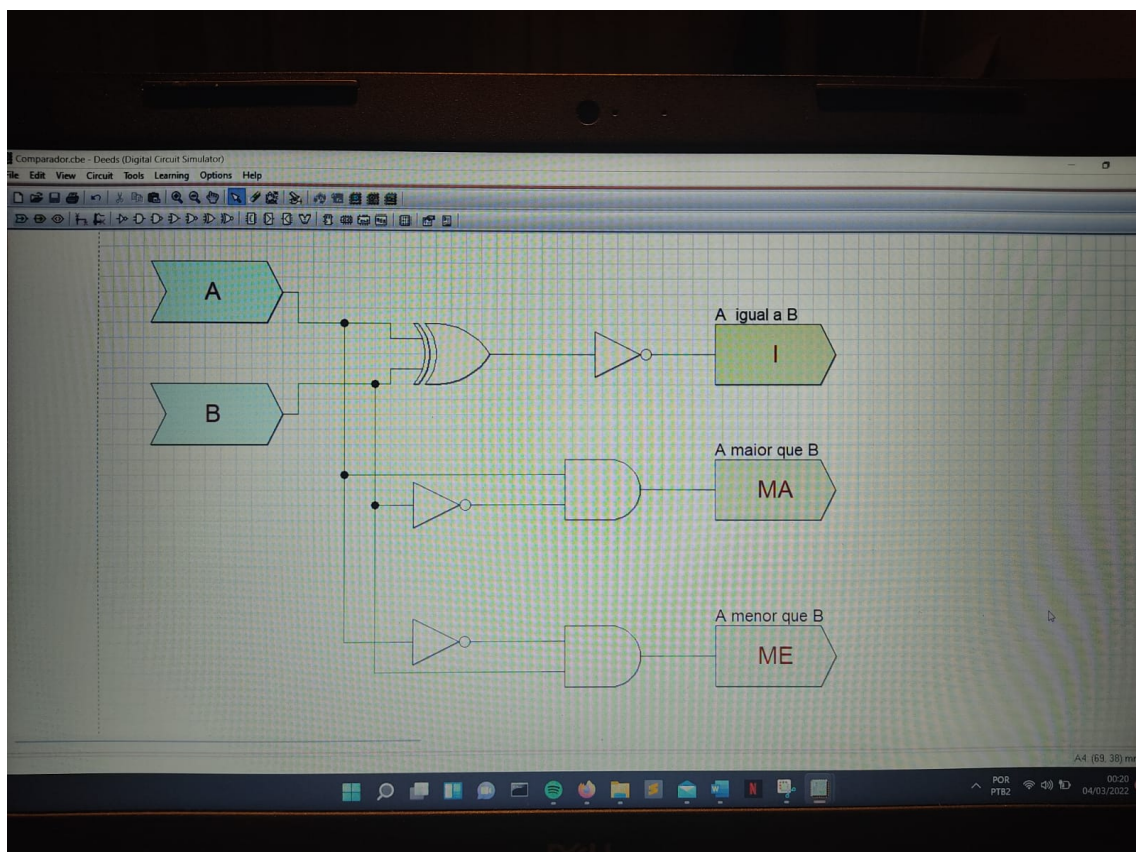 Comparador.cbe - Deeds (Digital Circuit Simulator)
File Edit View Circuit Tools Learning Options Help
A
A igual a B
I
B
A maior que B
MA
A menor que B
ME
A4 (69, 38) mm
POR
PTB2
00:20
04/03/2022